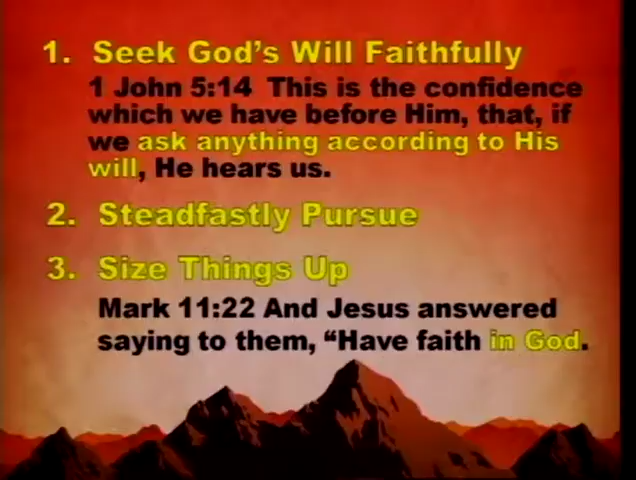 1. Seek God's Will Faithfully
1 John 5:14 This is the confidence
which we have before Him, that, if
we ask anything according to His
will, He hears us.
2. Steadfastly Pursue
3. Size Things Up
Mark 11:22 And Jesus answered
saying to them, “Have faith in God.